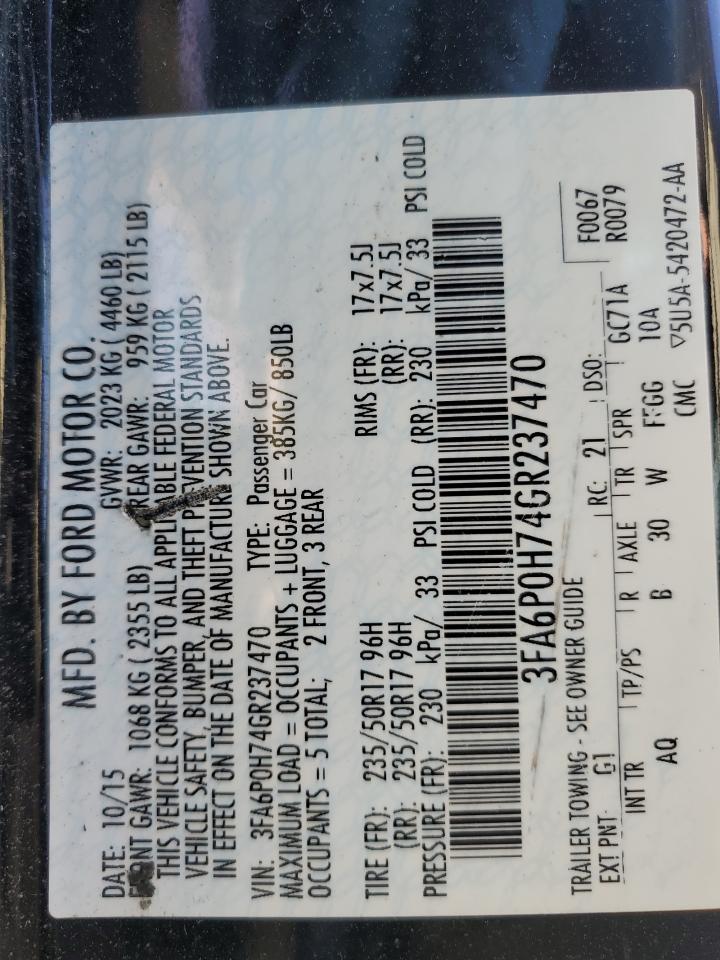 MFD. BY FORD MOTOR CO.
DATE: 10/15 GVWR: 2023 KG ( 4460 LB)
FRONT GAWR: 1068 KG ( 2355 LB) REAR GAWR: 959 KG ( 2115 LB)
THIS VEHICLE CONFORMS TO ALL APPLICABLE FEDERAL MOTOR
VEHICLE SAFETY, BUMPER, AND THEFT PREVENTION STANDARDS
IN EFFECT ON THE DATE OF MANUFACTURE SHOWN ABOVE.
VIN: 3FA6P0H74GR237470 TYPE: Passenger Car
MAXIMUM LOAD = OCCUPANTS + LUGGAGE = 385KG/ 850LB
OCCUPANTS = 5 TOTAL; 2 FRONT, 3 REAR
TIRE (FR): 235/50R17 96H RIMS (FR): 17x7.5J
(RR): 235/50R17 96H (RR): 17x7.5J
PRESSURE (FR): 230 kPa/ 33 PSI COLD (RR): 230 kPa/ 33 PSI COLD
3FA6P0H74GR237470
TRAILER TOWING - SEE OWNER GUIDE F0067
EXT PNT: G1 RC: 21 DSO: R0079
INT TR TP/PS R AXLE TR SPR GC71A
AQ B 30 W FFGG 10A
CMC ▽5U5A-5420472-AA